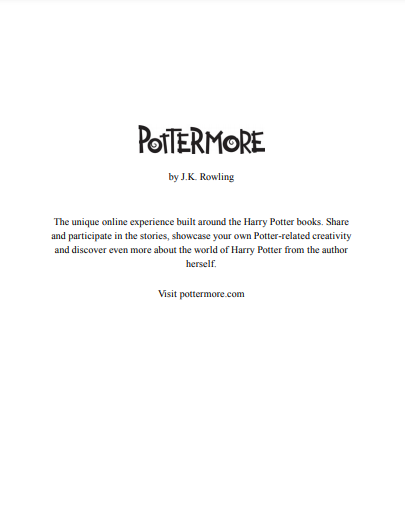 POTTERMORE
by J.K. Rowling
The unique online experience built around the Harry Potter books. Share
and participate in the stories, showcase your own Potter-related creativity
and discover even more about the world of Harry Potter from the author
herself.
Visit pottermore.com